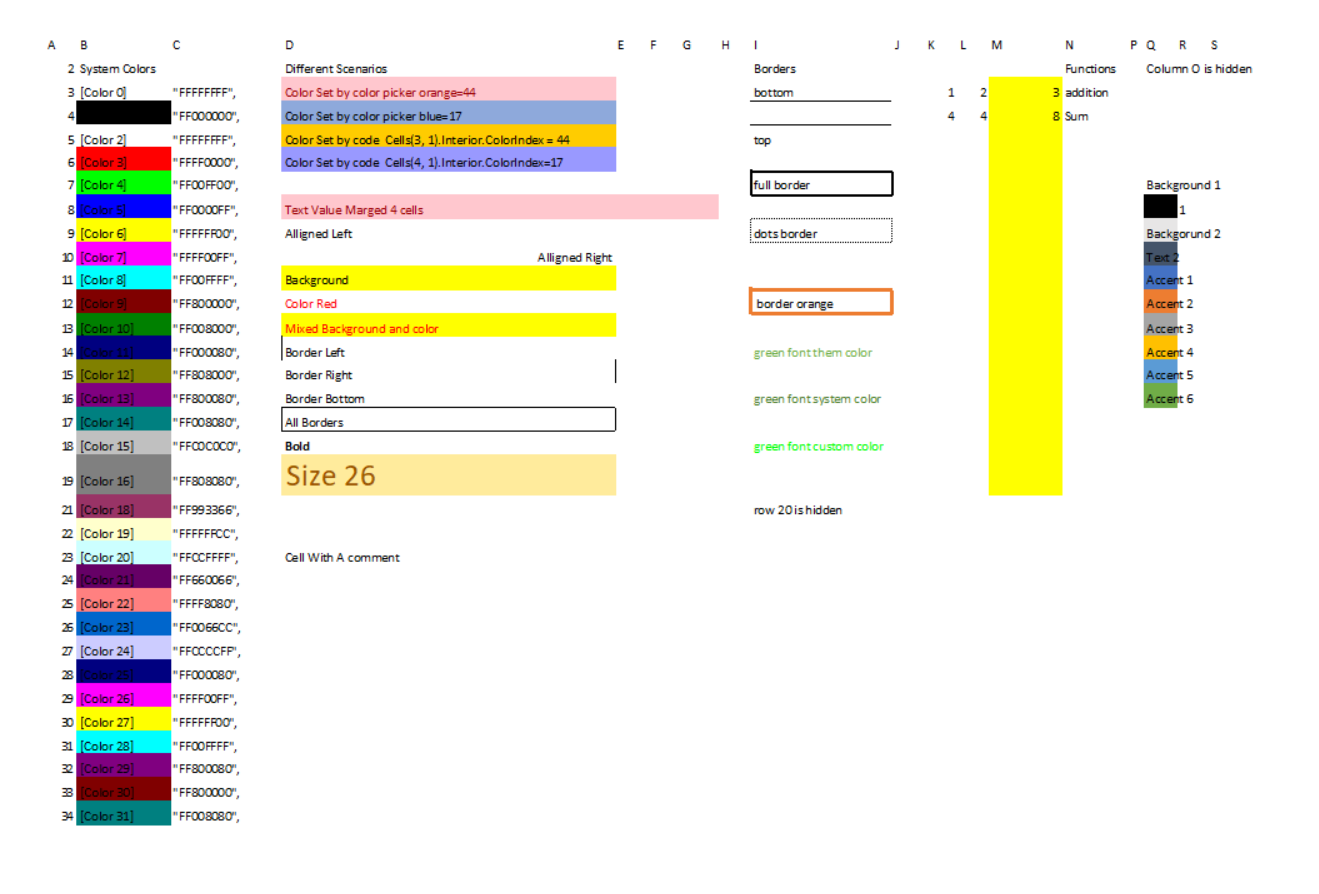 A B C D E F G H I J K L M N P Q R S
2 System Colors Different Scenarios Borders Functions Column O is hidden
3 [Color 0] "FFFFFFFF", Color Set by color picker orange=44 bottom 1 2 3 addition
4 "FF000000", Color Set by color picker blue=17 4 4 8 Sum
5 [Color 2] "FFFFFFFF", Color Set by code Cells(3, 1).Interior.ColorIndex = 44 top
6 [Color 3] "FFFF0000", Color Set by code Cells(4, 1).Interior.ColorIndex=17
7 [Color 4] "FF00FF00", full border Background 1
8 [Color 5] "FF0000FF", Text Value Marged 4 cells 1
9 [Color 6] "FFFFFF00", Alligned Left dots border Backgorund 2
10 [Color 7] "FFFF00FF", Alligned Right Text 2
11 [Color 8] "FF00FFFF", Background Accent 1
12 [Color 9] "FF800000", Color Red border orange Accent 2
13 [Color 10] "FF008000", Mixed Background and color Accent 3
14 [Color 11] "FF000080", Border Left green font them color Accent 4
15 [Color 12] "FF808000", Border Right Accent 5
16 [Color 13] "FF800080", Border Bottom green font system color Accent 6
17 [Color 14] "FF008080", All Borders
18 [Color 15] "FFC0C0C0", Bold green font custom color
19 [Color 16] "FF808080", Size 26
21 [Color 18] "FF993366", row 20 is hidden
22 [Color 19] "FFFFFFCC",
23 [Color 20] "FFCCFFFF", Cell With A comment
24 [Color 21] "FF660066",
25 [Color 22] "FFFF8080",
26 [Color 23] "FF0066CC",
27 [Color 24] "FFCCCCFF",
28 [Color 25] "FF000080",
29 [Color 26] "FFFF00FF",
30 [Color 27] "FFFFFF00",
31 [Color 28] "FF00FFFF",
32 [Color 29] "FF800080",
33 [Color 30] "FF800000",
34 [Color 31] "FF008080",